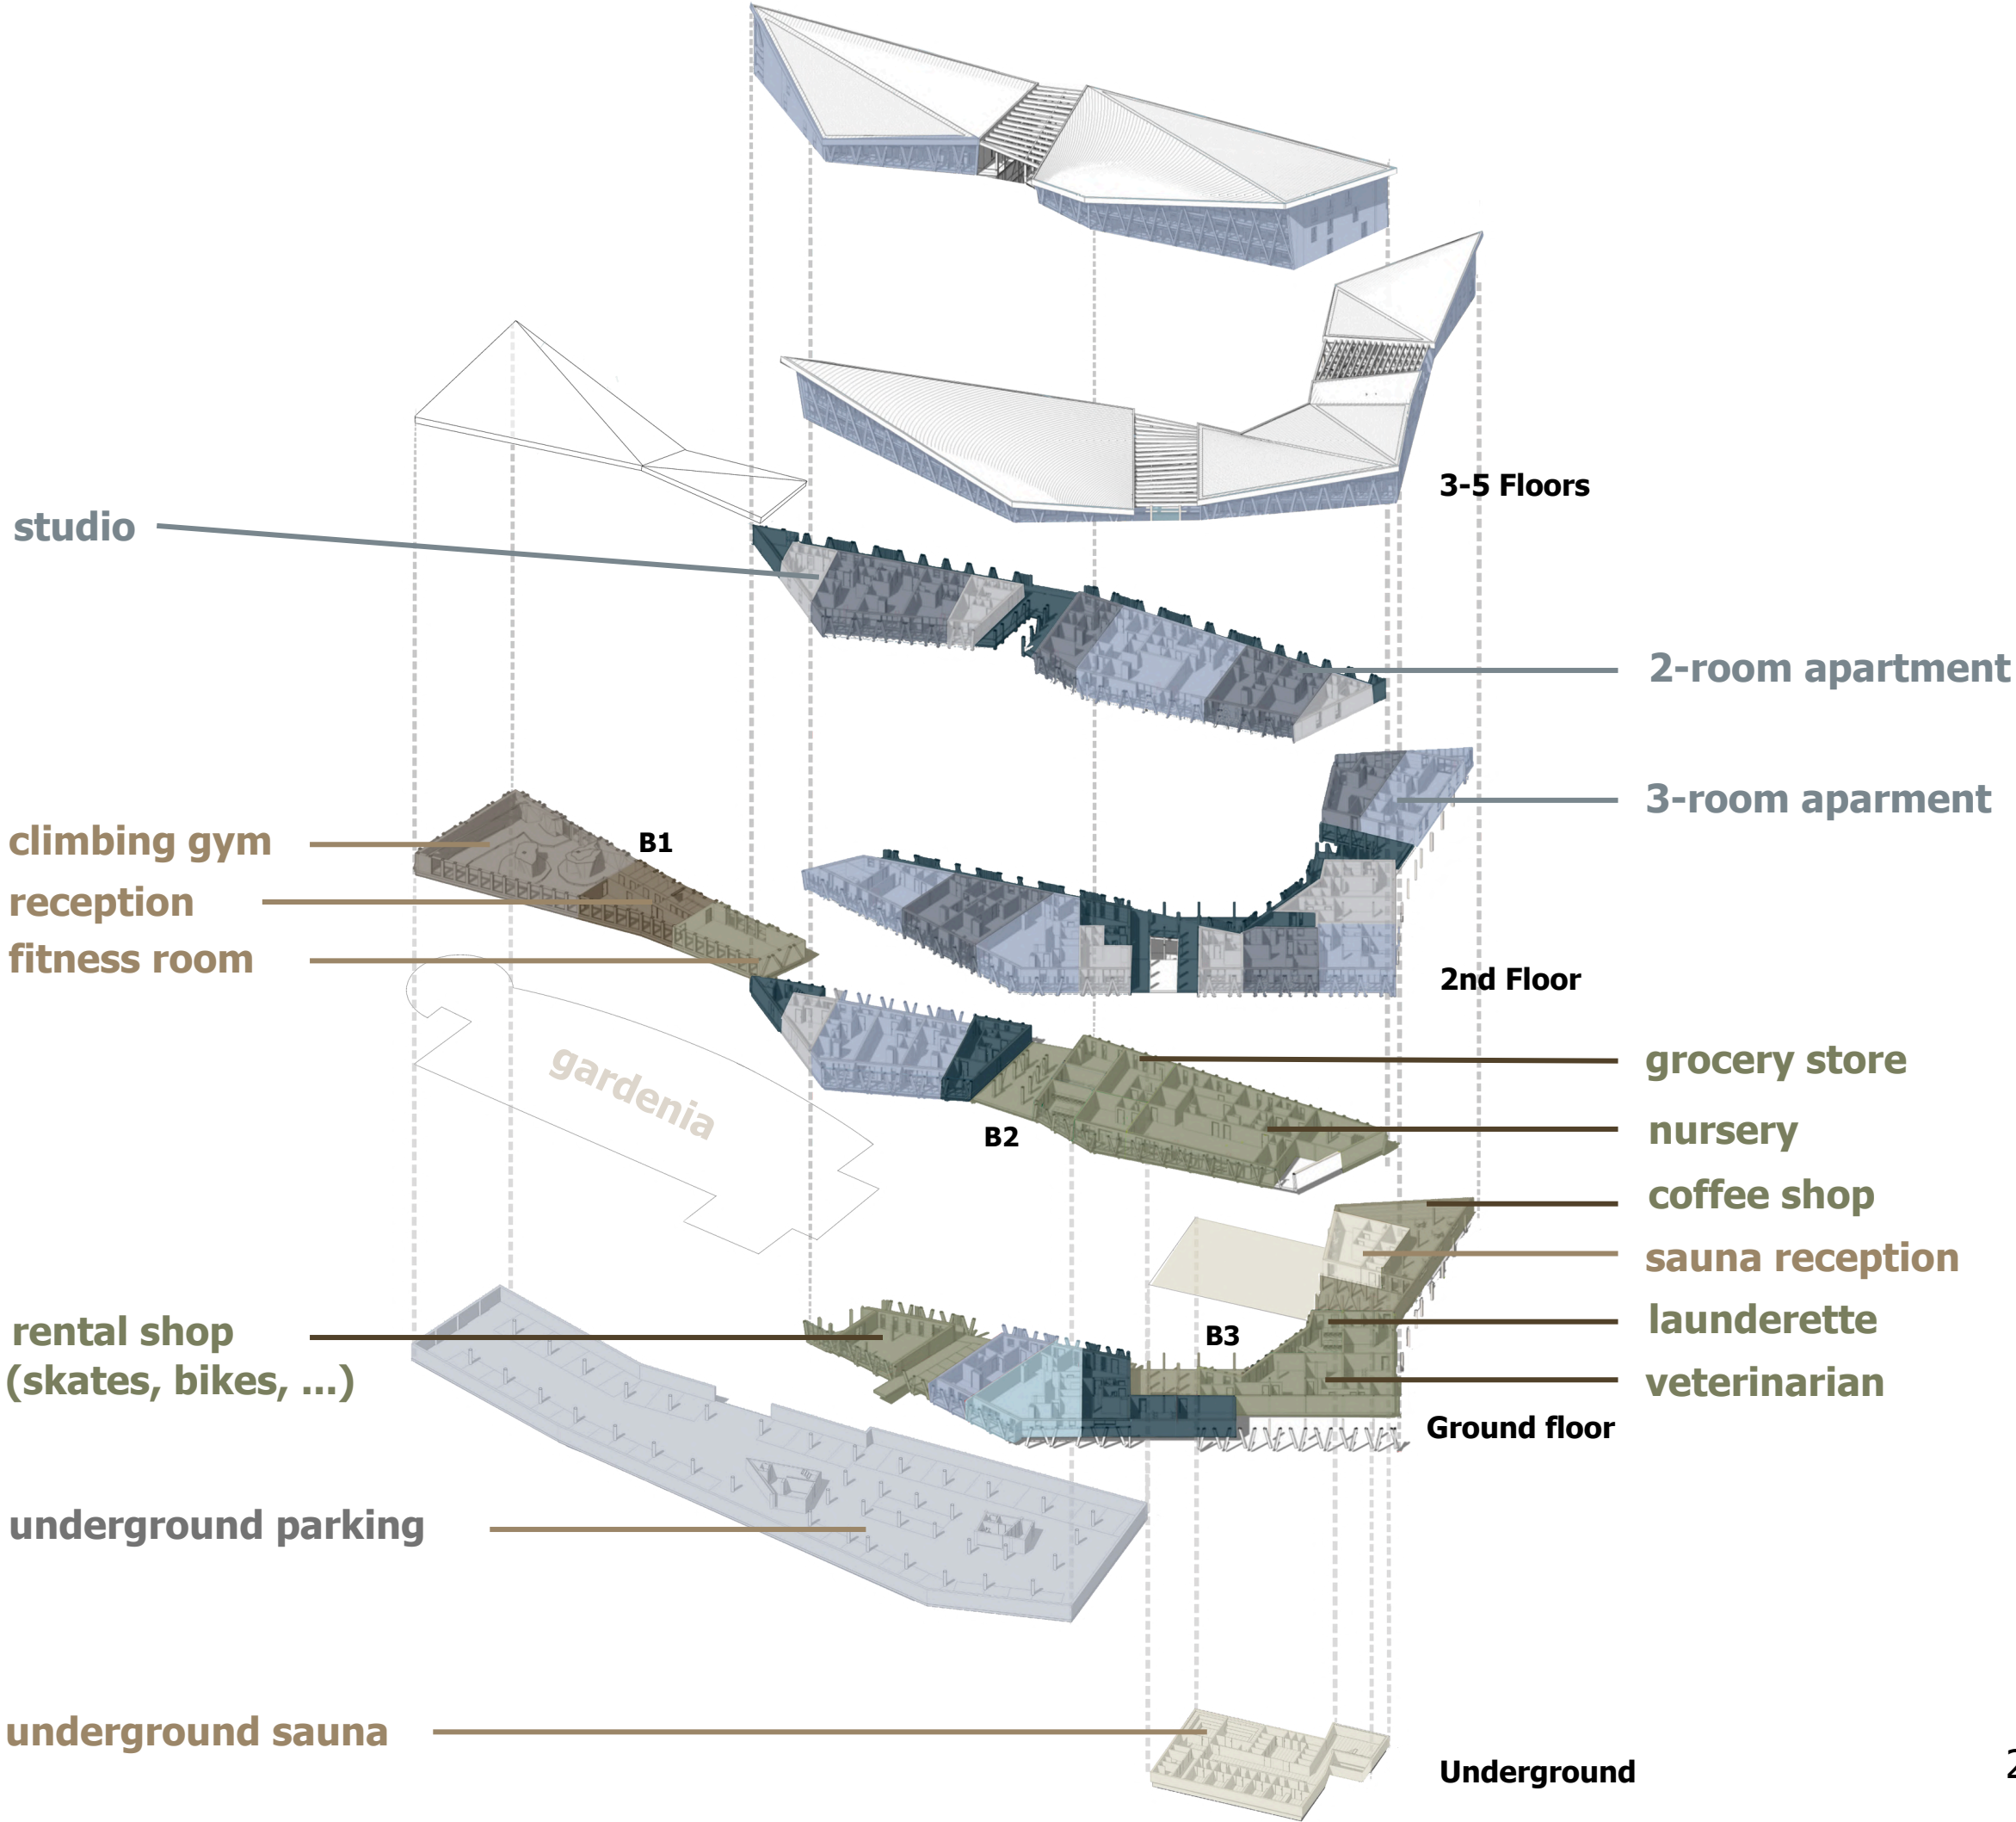 3-5 Floors
studio
2-room apartment
3-room aparment
climbing gym
B1
reception
fitness room
2nd Floor
gardenia
grocery store
B2
nursery
coffee shop
sauna reception
rental shop
(skates, bikes, ...)
B3
launderette
veterinarian
Ground floor
underground parking
underground sauna
Underground
2